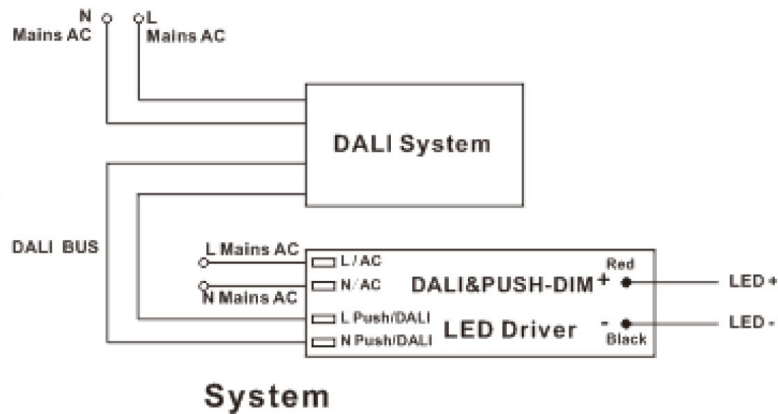 N
Mains AC
L
Mains AC
DALI System
DALI BUS
L Mains AC
N Mains AC
L / AC
N/AC
L Push/DALI
N Push/DALI
DALI&PUSH-DIM
LED Driver
Red
+
-
Black
LED +
LED -
System